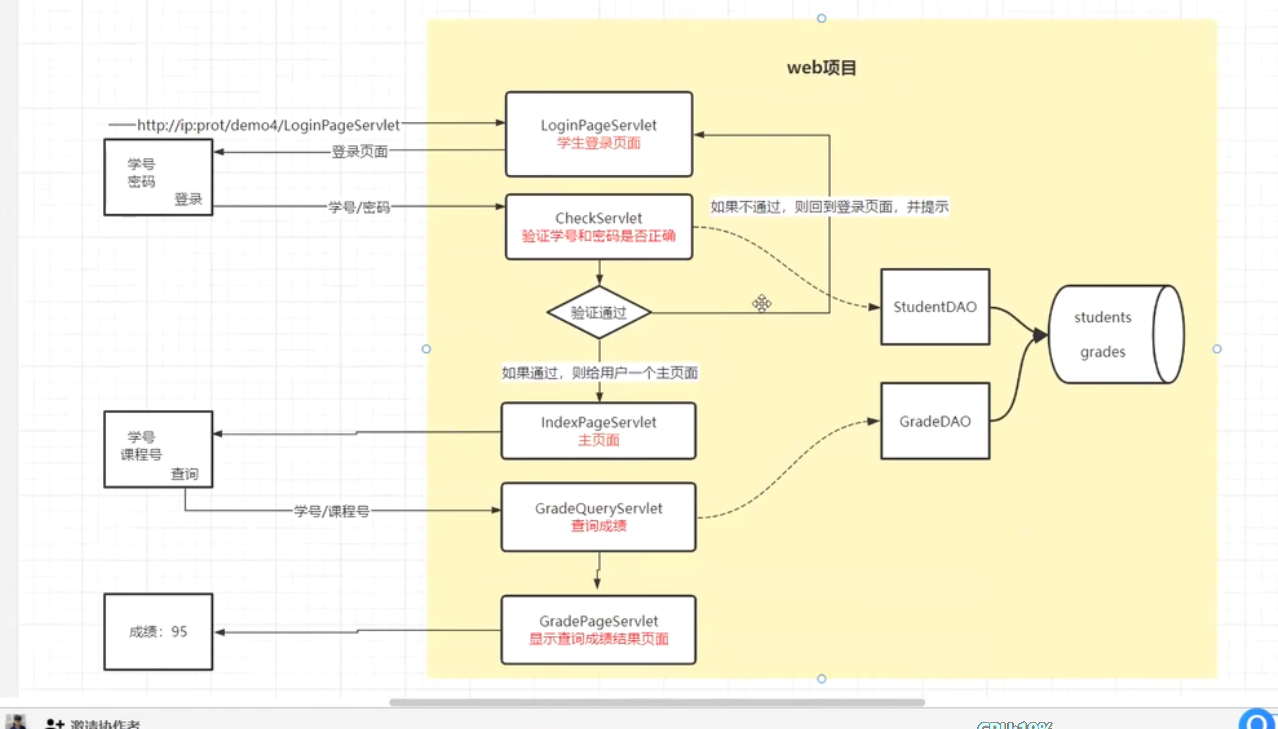 web项目
http://ip:prot/demo4/LoginPageServlet
LoginPageServlet
学生登录页面
登录页面
学号
密码
登录
学号/密码
CheckServlet
验证学号和密码是否正确
如果不通过，则回到登录页面，并提示
验证通过
StudentDAO
students
grades
如果通过，则给用户一个主页面
IndexPageServlet
主页面
GradeDAO
学号
课程号
查询
学号/课程号
GradeQueryServlet
查询成绩
GradePageServlet
显示查询成绩结果页面
成绩：95
邀请协作者